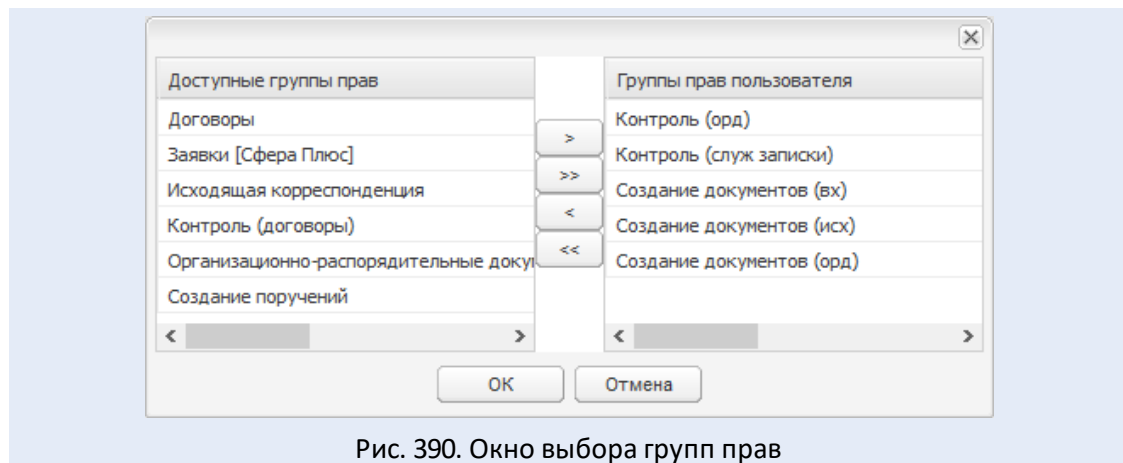 Доступные группы прав
Договоры
Заявки [Сфера Плюс]
Исходящая корреспонденция
Контроль (договоры)
Организационно-распорядительные
Создание поручений
>
>>
<
<<
Группы прав пользователя
Контроль (орд)
Контроль (служ записки)
Создание документов (вх)
Создание документов (исх)
Создание документов (орд)
ОК
Отмена
Рис. 390. Окно выбора групп прав